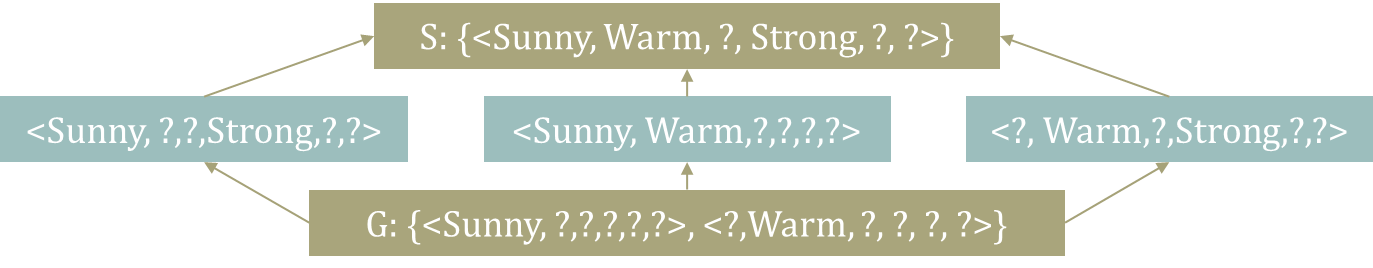 S: {<Sunny, Warm, ?, Strong, ?, ?>}
<Sunny, ?,?,Strong,?,?>
<Sunny, Warm,?,?,?,?>
<?, Warm,?,Strong,?,?>
G: {<Sunny, ?,?,?,?,?>, <?,Warm, ?, ?, ?, ?>}